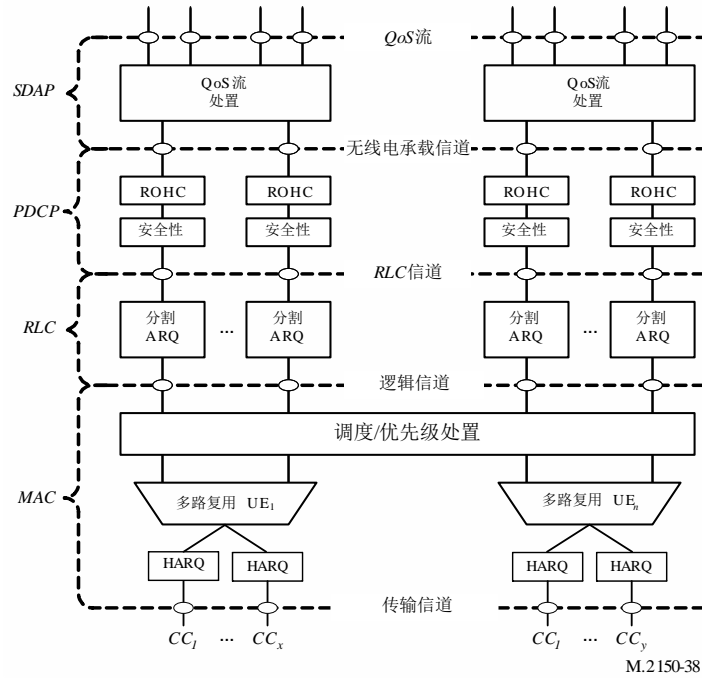 QoS流
SDAP
QoS流
处置
QoS流
处置
无线电承载信道
PDCP
ROHC ROHC ROHC ROHC
安全性 安全性 安全性 安全性
RLC信道
RLC
分割
ARQ
...
分割
ARQ
分割
ARQ
...
分割
ARQ
逻辑信道
调度/优先级处置
MAC
多路复用 UE1
多路复用 UEn
HARQ HARQ HARQ HARQ
传输信道
CC1 ... CCx CC1 ... CCy
M.2150-38